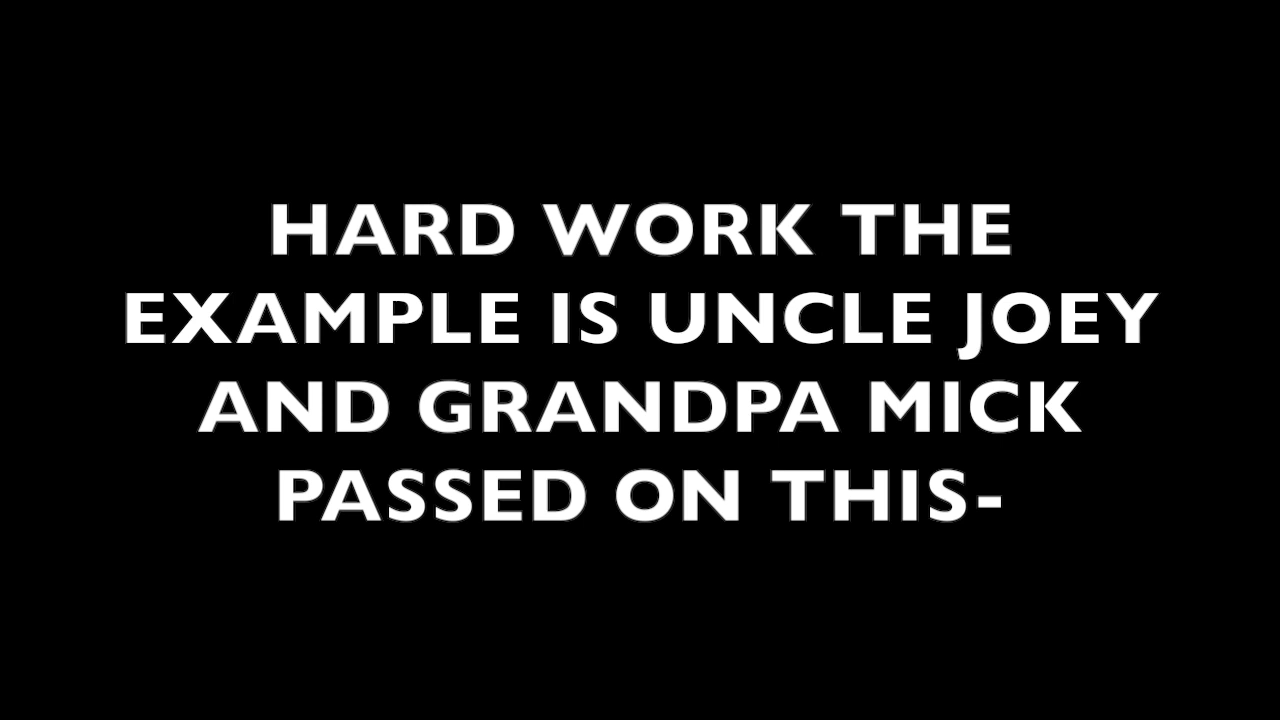 HARD WORK THE
EXAMPLE IS UNCLE JOEY
AND GRANDPA MICK
PASSED ON THIS-